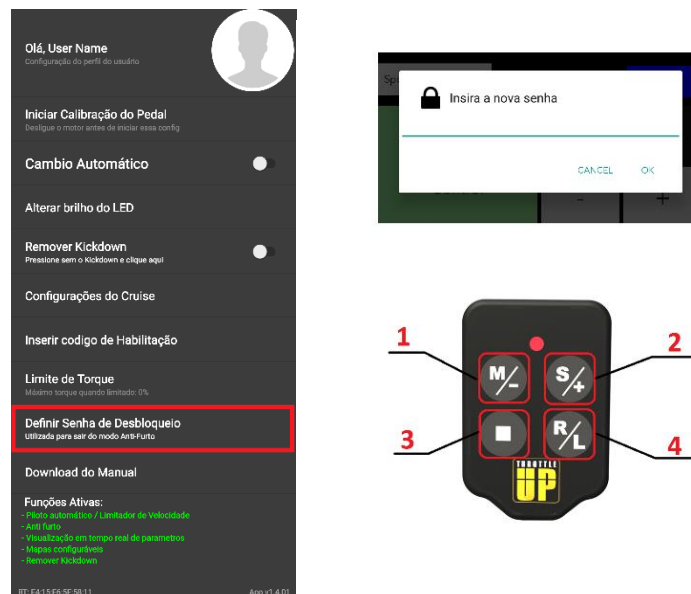 Olá, User Name
Configuração do perfil do usuário
Iniciar Calibração do Pedal
Desligue o motor antes de iniciar essa config
Cambio Automático
Alterar brilho do LED
Remover Kickdown
Pressione sem o Kickdown e clique aqui
Configurações do Cruise
Inserir codigo de Habilitação
Limite de Torque
Máximo torque quando limitado: 0%
Definir Senha de Desbloqueio
Utilizada para sair do modo Anti-Furto
Download do Manual
Funções Ativas:
- Piloto automático / Limitador de Velocidade
- Anti furto
- Visualização em tempo real de parametros
- Mapas configuráveis
- Remover Kickdown
App v1.4.01
Insira a nova senha
CANCEL OK
- +
1
2
3
4
M/-
S/+
R/L
THROTTLE
UP